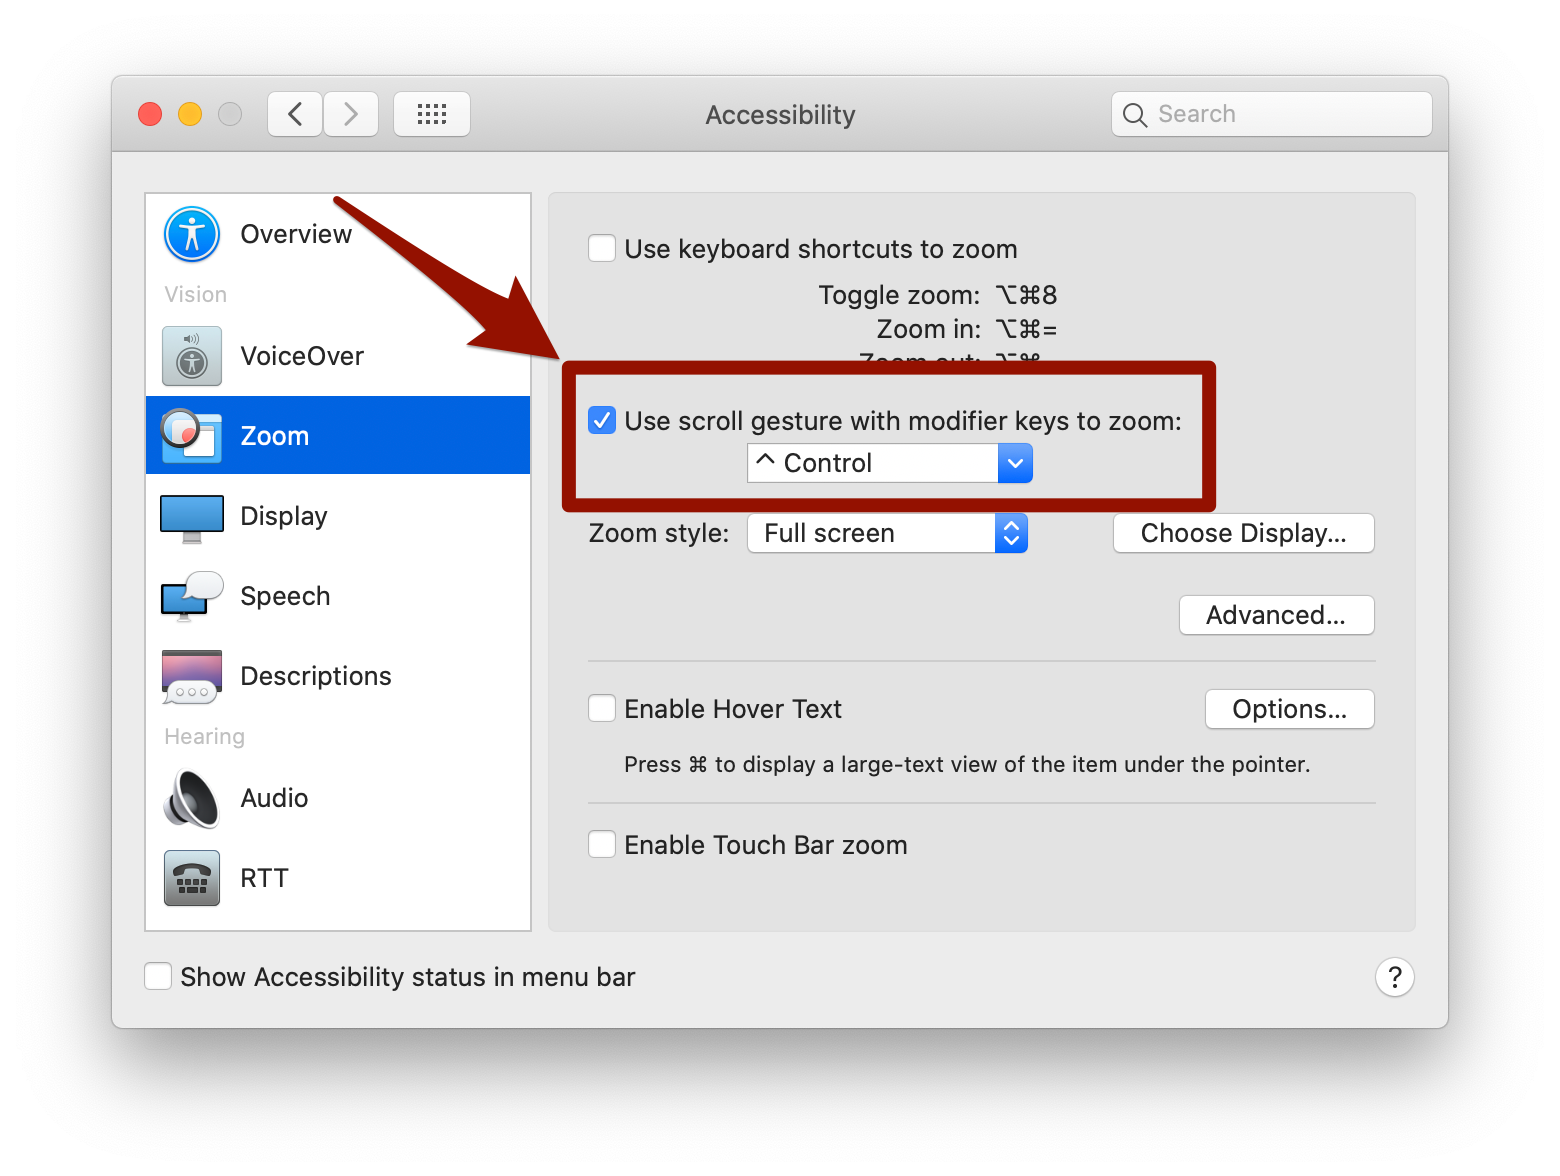 Accessibility
Search
Overview
Vision
VoiceOver
Zoom
Display
Speech
Descriptions
Hearing
Audio
RTT
Use keyboard shortcuts to zoom
Toggle zoom: ⌥⌘8
Zoom in: ⌥⌘=
Zoom out: ⌥⌘
Use scroll gesture with modifier keys to zoom:
^ Control
Zoom style: Full screen
Choose Display...
Advanced...
Enable Hover Text
Options...
Press ⌘ to display a large-text view of the item under the pointer.
Enable Touch Bar zoom
Show Accessibility status in menu bar
?